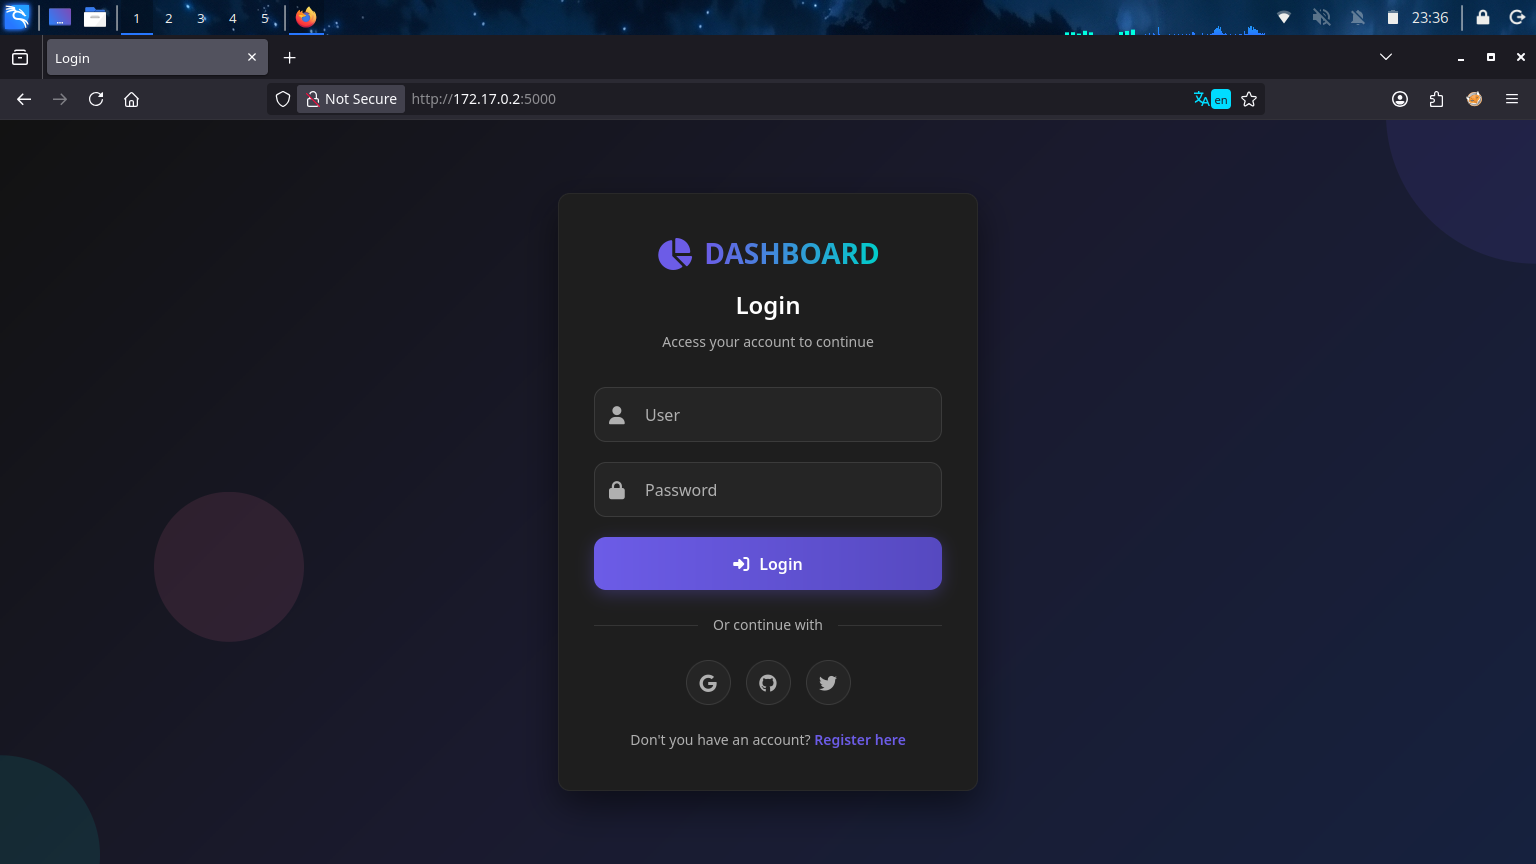 1 2 3 4 5 23:36
Login
Not Secure http://172.17.0.2:5000 en
DASHBOARD
Login
Access your account to continue
User
Password
Login
Or continue with
Don't you have an account? Register here